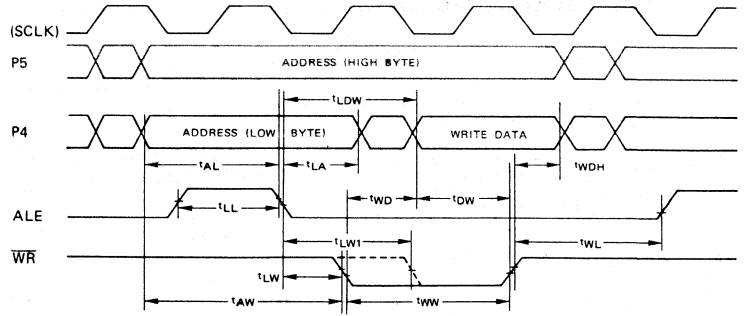 (SCLK)
P5
ADDRESS (HIGH BYTE)
tLDW
P4
ADDRESS (LOW BYTE)
WRITE DATA
tAL
tLA
tWDH
tLL
tWD
tDW
ALE
tLW1
tWL
WR
tLW
tAW
tWW